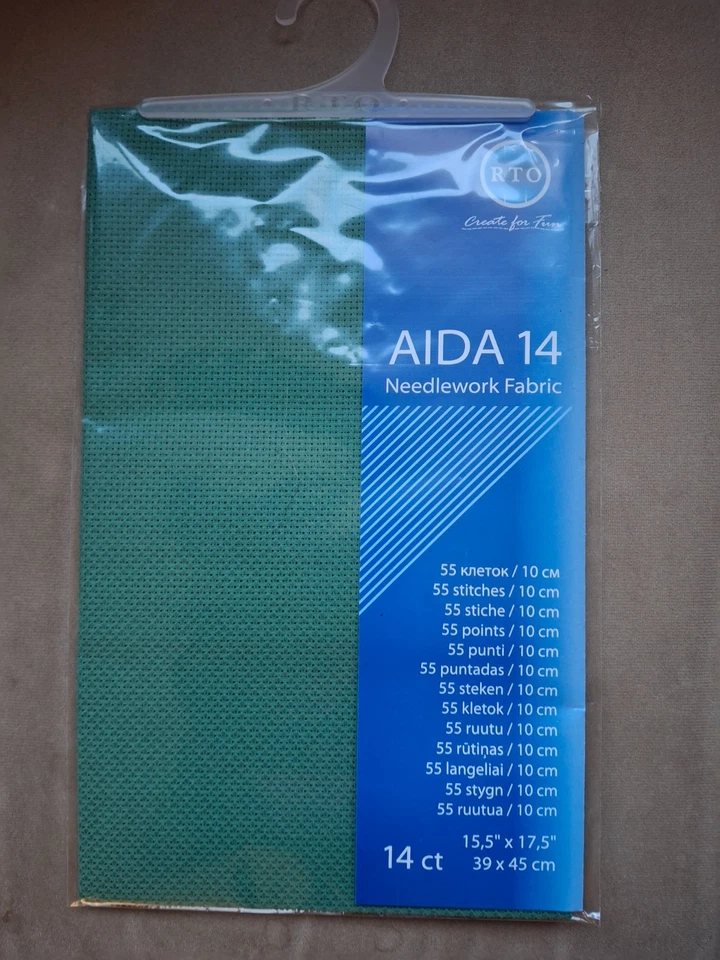 RTO
Create for Fun
AIDA 14
Needlework Fabric
55 клеток / 10 см
55 stitches / 10 cm
55 stiche / 10 cm
55 points / 10 cm
55 punti / 10 cm
55 puntadas / 10 cm
55 steken / 10 cm
55 kletok / 10 cm
55 ruutu / 10 cm
55 rūtiņas / 10 cm
55 langeliai / 10 cm
55 stygn / 10 cm
55 ruutua / 10 cm
15,5" x 17,5"
14 ct 39 x 45 cm